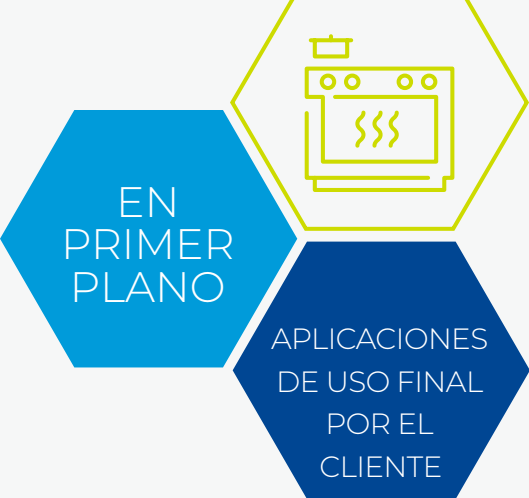 EN
PRIMER
PLANO
APLICACIONES
DE USO FINAL
POR EL
CLIENTE